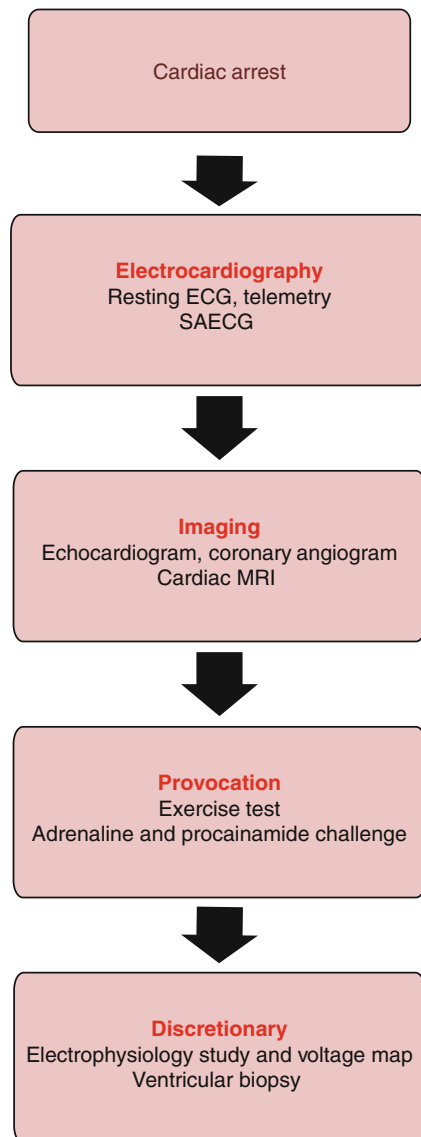 Cardiac arrest
Electrocardiography
Resting ECG, telemetry
SAECG
Imaging
Echocardiogram, coronary angiogram
Cardiac MRI
Provocation
Exercise test
Adrenaline and procainamide challenge
Discretionary
Electrophysiology study and voltage map
Ventricular biopsy